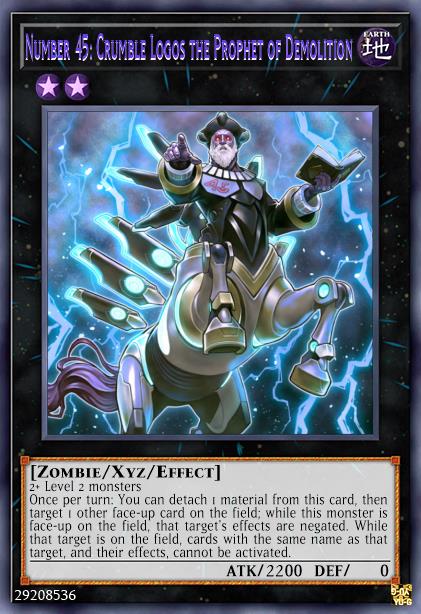 Number 45: Crumble Logos the Prophet of Demolition
EARTH
地
45
[Zombie/Xyz/Effect]
2+ Level 2 monsters
Once per turn: You can detach 1 material from this card, then
target 1 other face-up card on the field; while this monster is
face-up on the field, that target's effects are negated. While
that target is on the field, cards with the same name as that
target, and their effects, cannot be activated.
ATK/2200 DEF/ 0
29208536